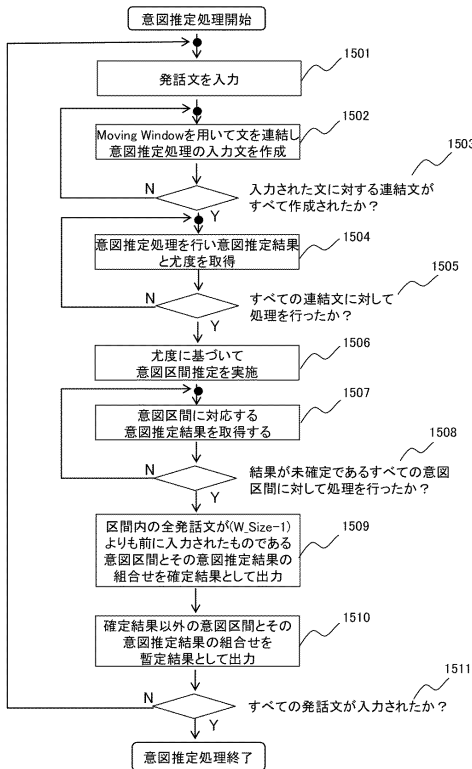 意図推定処理開始
発話文を入力
1501
Moving Windowを用いて文を連結し
意図推定処理の入力文を作成
1502
入力された文に対する連結文が
すべて作成されたか？
1503
N
Y
意図推定処理を行い意図推定結果
と尤度を取得
1504
すべての連結文に対して
処理を行ったか？
1505
N
Y
尤度に基づいて
意図区間推定を実施
1506
意図区間に対応する
意図推定結果を取得する
1507
結果が未確定であるすべての意図
区間に対して処理を行ったか？
1508
N
Y
区間内の全発話文が(W_Size-1)
よりも前に入力されたものである
意図区間とその意図推定結果の
組合せを確定結果として出力
1509
確定結果以外の意図区間とその
意図推定結果の組合せを
暫定結果として出力
1510
すべての発話文が入力されたか？
1511
N
Y
意図推定処理終了